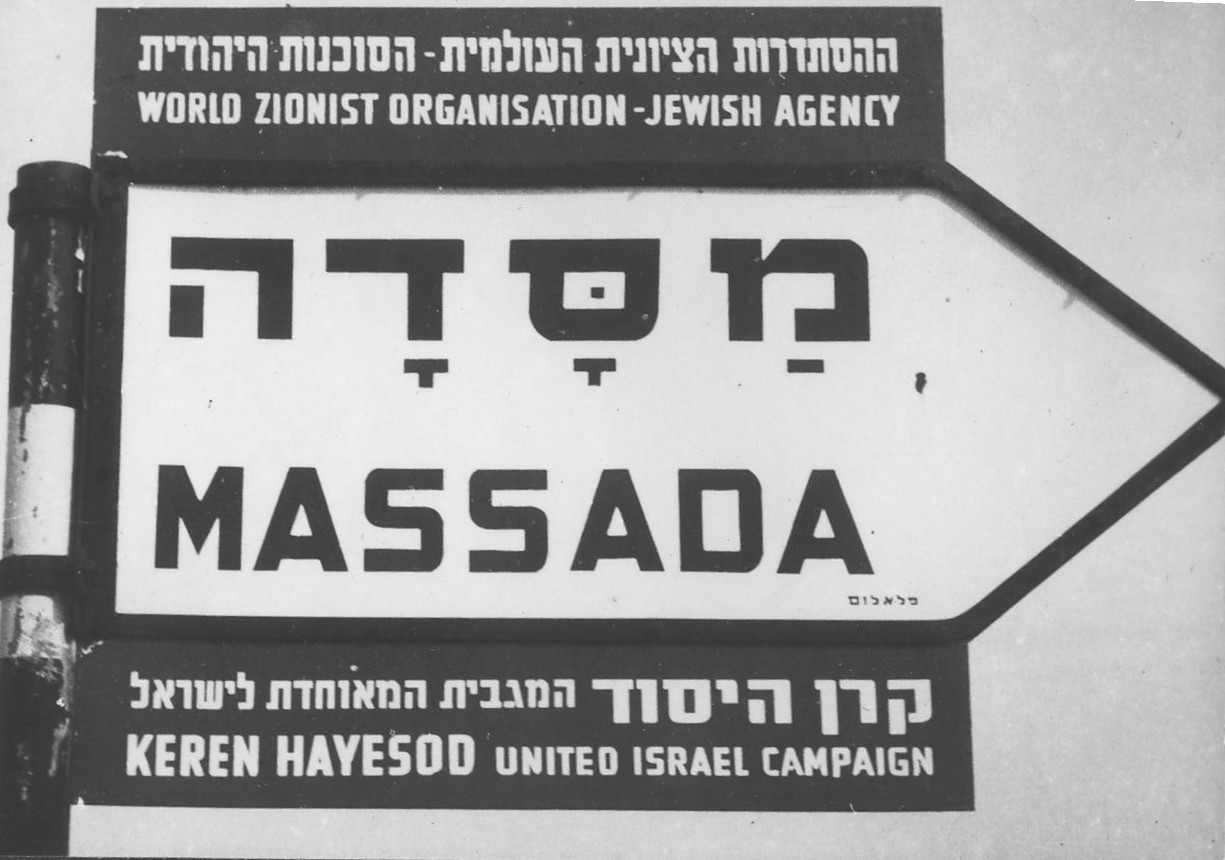 ההסתדרות הציונית העולמית - הסוכנות היהודית
WORLD ZIONIST ORGANISATION - JEWISH AGENCY
מַסָּדָה
MASSADA
פלאלום
קרן היסוד המגבית המאוחדת לישראל
KEREN HAYESOD UNITED ISRAEL CAMPAIGN